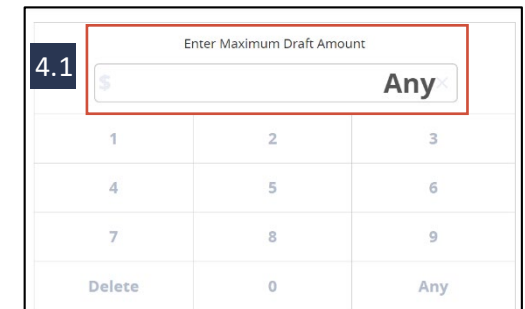 Enter Maximum Draft Amount
4.1
$ Any ×
1 2 3
4 5 6
7 8 9
Delete 0 Any